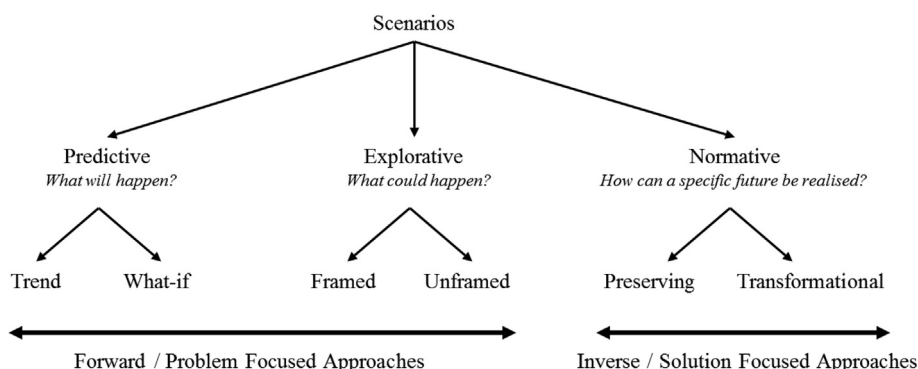 Scenarios
Predictive
What will happen?
Explorative
What could happen?
Normative
How can a specific future be realised?
Trend
What-if
Framed
Unframed
Preserving
Transformational
Forward / Problem Focused Approaches
Inverse / Solution Focused Approaches